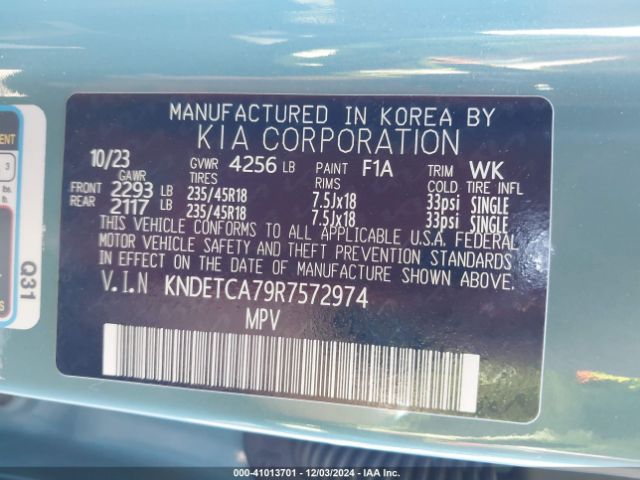 MANUFACTURED IN KOREA BY
KIA CORPORATION
10/23 GVWR 4256 LB PAINT F1A TRIM WK
GAWR TIRES RIMS COLD TIRE INFL
FRONT 2293 LB 235/45R18 7.5Jx18 33psi SINGLE
REAR 2117 LB 235/45R18 7.5Jx18 33psi SINGLE
THIS VEHICLE CONFORMS TO ALL APPLICABLE U.S.A. FEDERAL
MOTOR VEHICLE SAFETY AND THEFT PREVENTION STANDARDS
IN EFFECT ON THE DATE OF MANUFACTURE SHOWN ABOVE.
V.I.N KNDETCA79R7572974
MPV
3
lbs.
Q31
000-41013701 - 12/03/2024 - IAA Inc.